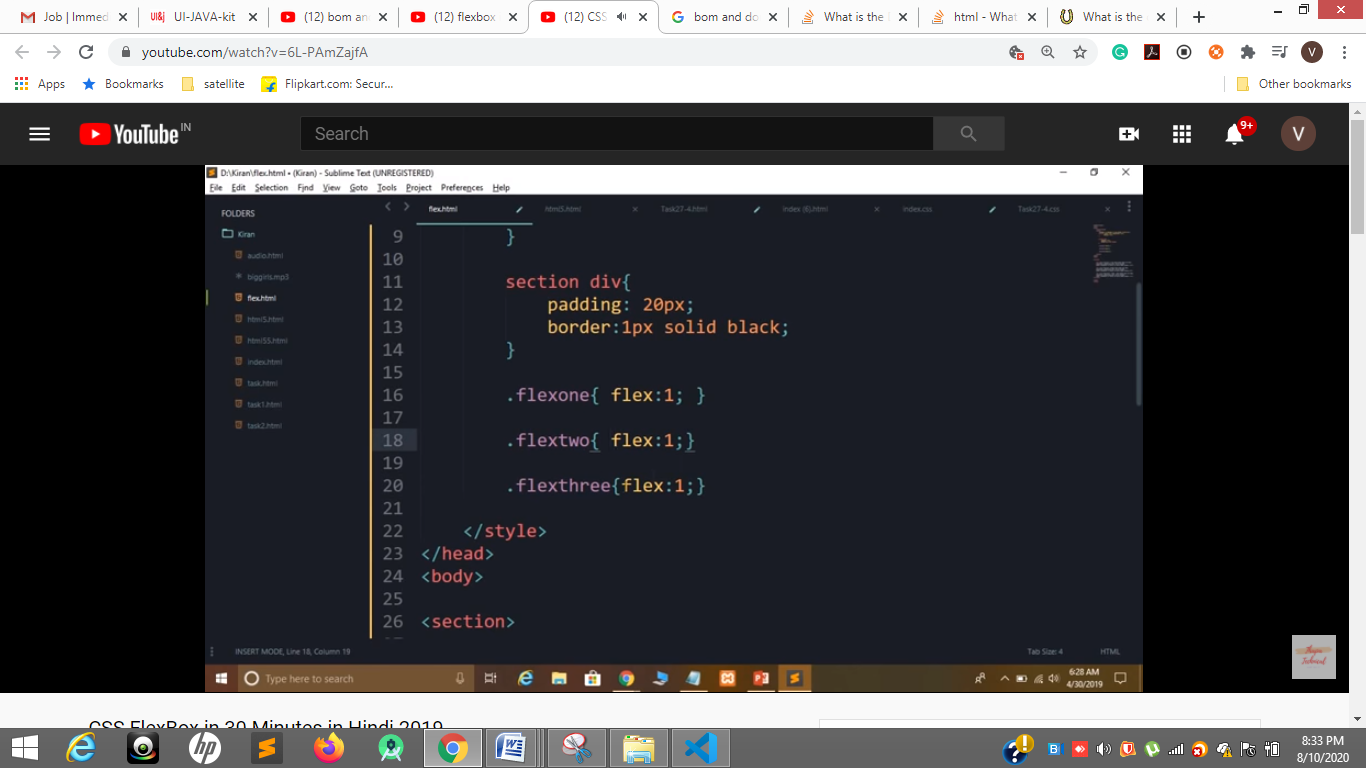 Job | Immed
UI-JAVA-kit
(12) bom an
(12) flexbox
(12) CSS
bom and do
What is the
html - What
What is the
youtube.com/watch?v=6L-PAmZajfA
V
Apps
Bookmarks
satellite
Flipkart.com: Secur...
Other bookmarks
YouTube IN
Search
9+
V
D:\Kiran\flex.html • (Kiran) - Sublime Text (UNREGISTERED)
File Edit Selection Find View Goto Tools Project Preferences Help
FOLDERS
Kiran
audio.html
biggiris.mp3
flex.html
html5.html
html55.html
index.html
task.html
task1.html
task2.html
flex.html
html5.html
Task27-4.html
index (6).html
index.css
Task27-4.css
9 }
10
11 section div{
12 padding: 20px;
13 border:1px solid black;
14 }
15
16 .flexone{ flex:1; }
17
18 .flextwo{ flex:1;}
19
20 .flexthree{flex:1;}
21
22 </style>
23 </head>
24 <body>
25
26 <section>
INSERT MODE, Line 18, Column 19
Tab Size: 4
HTML
Type here to search
6:28 AM
4/30/2019
CSS FlexBox in 30 Minutes in Hindi 2019
8:33 PM
8/10/2020